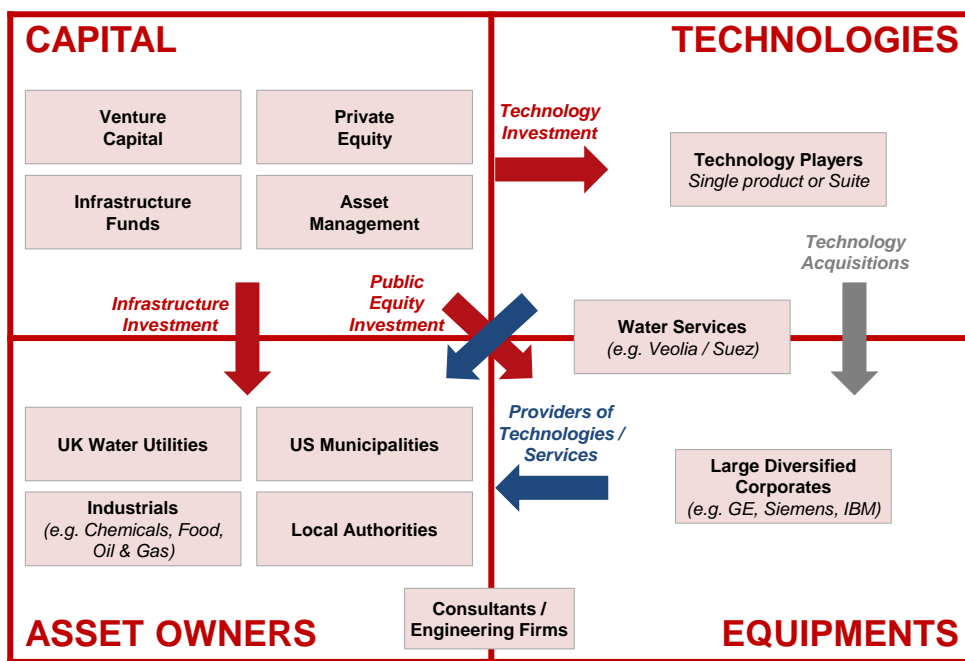 CAPITAL
TECHNOLOGIES
Venture
Capital
Private
Equity
Technology
Investment
Technology Players
Single product or Suite
Infrastructure
Funds
Asset
Management
Technology
Acquisitions
Infrastructure
Investment
Public
Equity
Investment
Water Services
(e.g. Veolia / Suez)
UK Water Utilities
US Municipalities
Providers of
Technologies /
Services
Large Diversified
Corporates
(e.g. GE, Siemens, IBM)
Industrials
(e.g. Chemicals, Food,
Oil & Gas)
Local Authorities
Consultants /
Engineering Firms
ASSET OWNERS
EQUIPMENTS